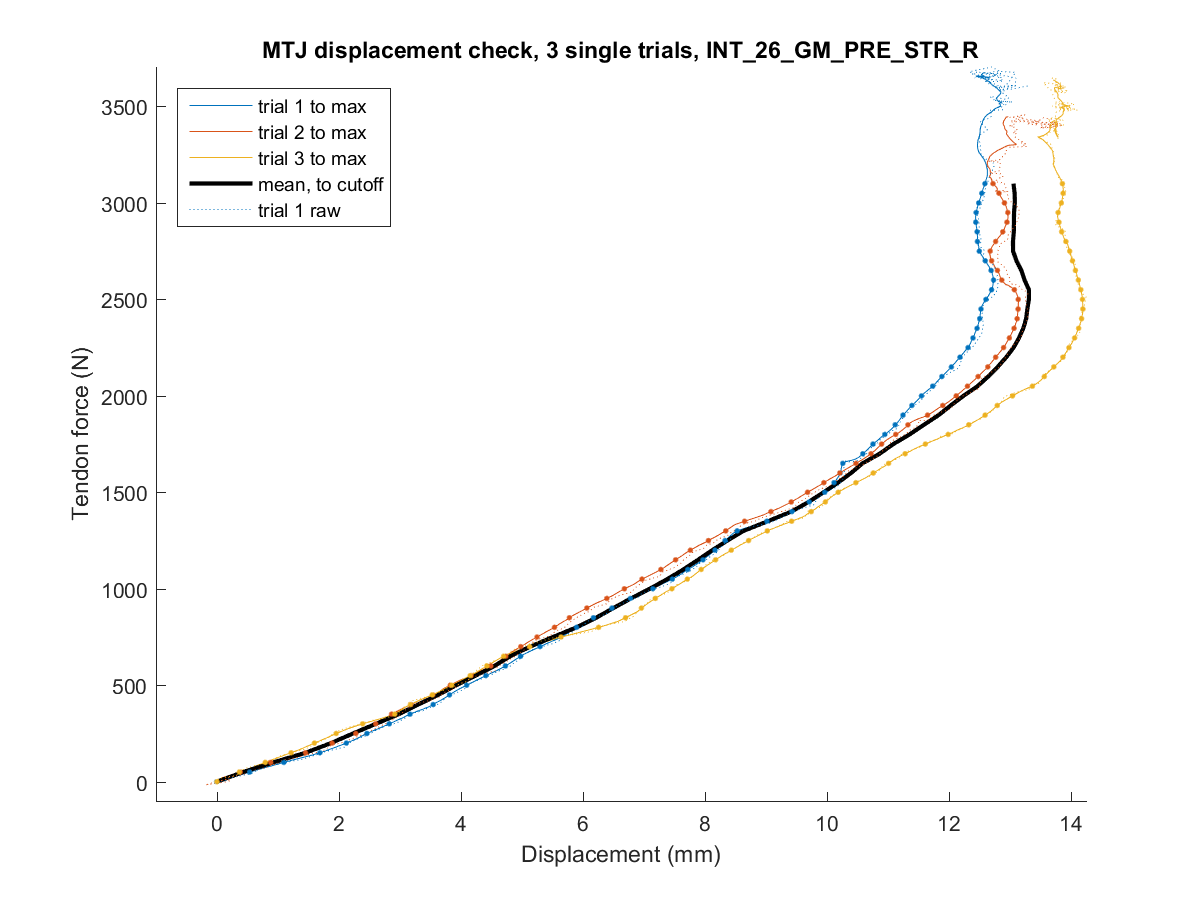 MTJ displacement check, 3 single trials, INT_26_GM_PRE_STR_R
trial 1 to max
trial 2 to max
trial 3 to max
mean, to cutoff
trial 1 raw
3500
3000
2500
2000
1500
1000
500
0
Tendon force (N)
0 2 4 6 8 10 12 14
Displacement (mm)